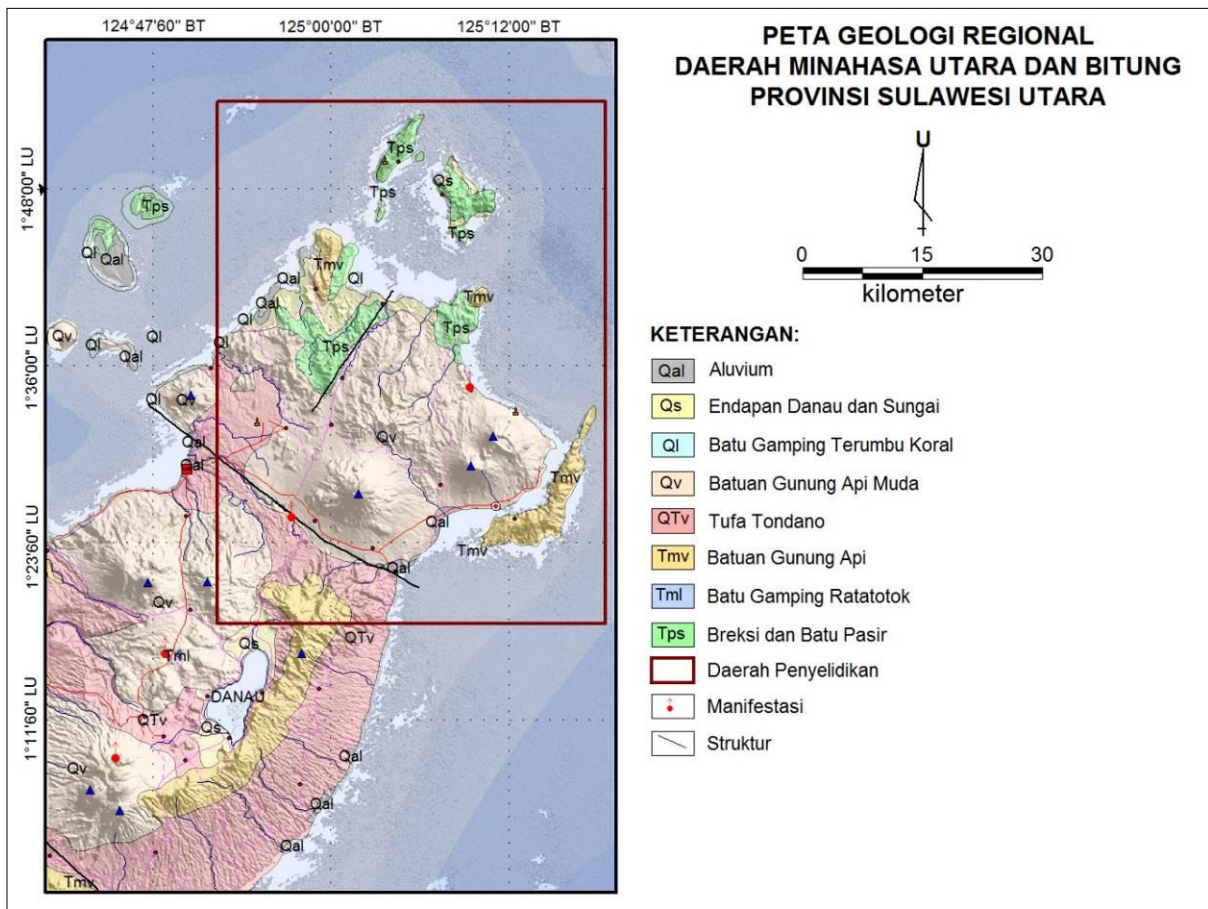 124°47'60" BT
125°00'00" BT
125°12'00" BT
1°48'00" LU
1°36'00" LU
1°23'60" LU
1°11'60" LU
Tps
Qs
Tps
Tps
Tps
Ql
Qal
Tmv
Qal
Ql
Tmv
Qal
Ql
Tps
Tps
Qv
Ql
Ql
Qal
Ql
Ql
Qv
Qv
Qal
Qal
Tmv
Qal
Tmv
Qal
Qv
QTv
Qs
Tml
DANAU
QTv
Qs
Qal
Qv
Qal
Qal
Tmv
PETA GEOLOGI REGIONAL
DAERAH MINAHASA UTARA DAN BITUNG
PROVINSI SULAWESI UTARA
U
0 15 30
kilometer
KETERANGAN:
Qal Aluvium
Qs Endapan Danau dan Sungai
Ql Batu Gamping Terumbu Koral
Qv Batuan Gunung Api Muda
QTv Tufa Tondano
Tmv Batuan Gunung Api
Tml Batu Gamping Ratatotok
Tps Breksi dan Batu Pasir
Daerah Penyelidikan
Manifestasi
Struktur